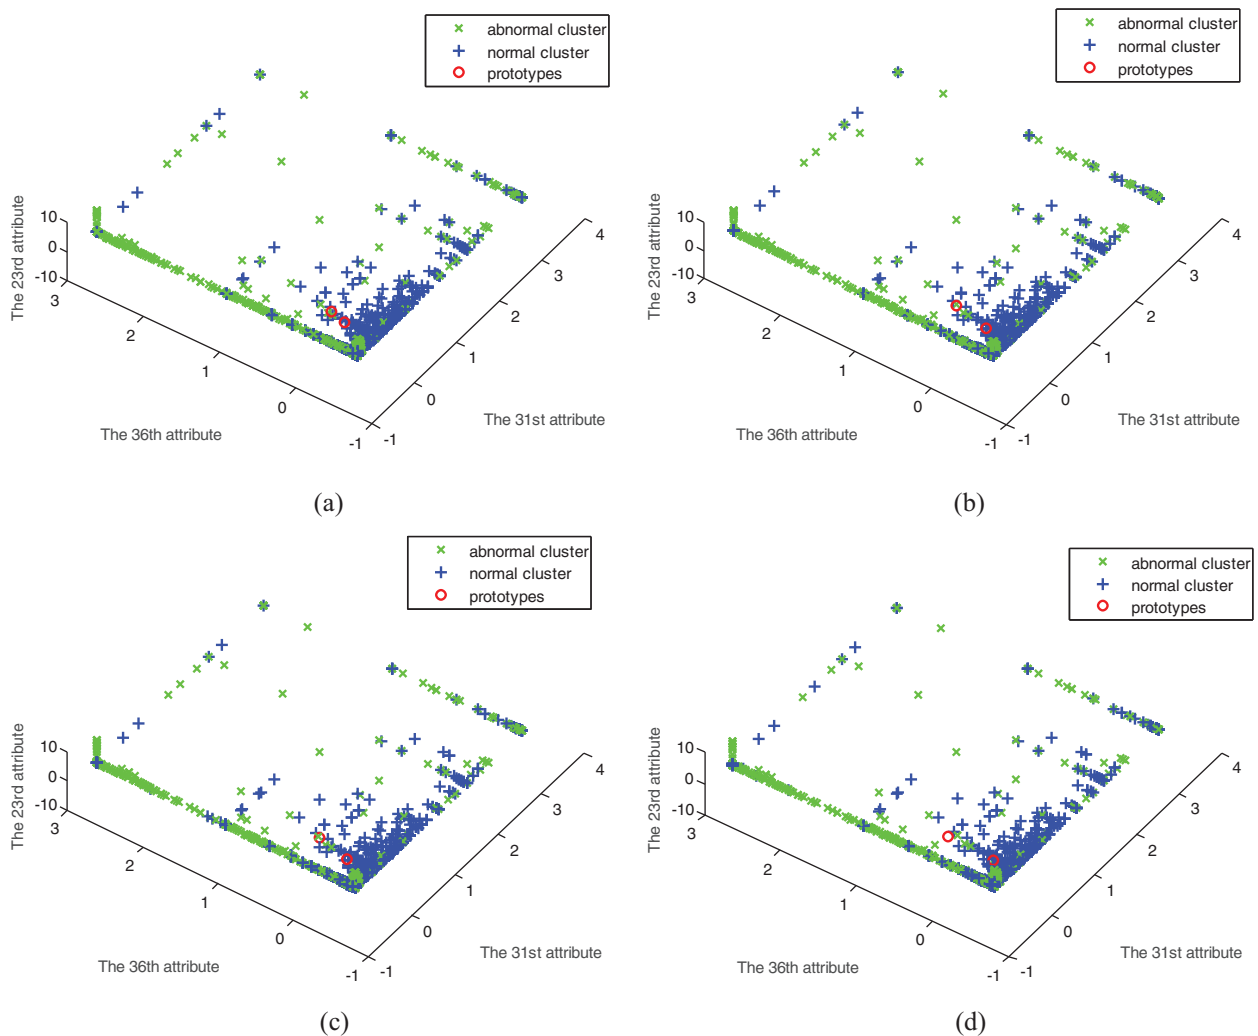 abnormal cluster
normal cluster
prototypes
The 23rd attribute
10
0
-10
3
2
1
0
-1
-1
0
1
2
3
4
The 36th attribute
The 31st attribute
(a)
abnormal cluster
normal cluster
prototypes
The 23rd attribute
10
0
-10
3
2
1
0
-1
-1
0
1
2
3
4
The 36th attribute
The 31st attribute
(b)
abnormal cluster
normal cluster
prototypes
The 23rd attribute
10
0
-10
3
2
1
0
-1
-1
0
1
2
3
4
The 36th attribute
The 31st attribute
(c)
abnormal cluster
normal cluster
prototypes
The 23rd attribute
10
0
-10
3
2
1
0
-1
-1
0
1
2
3
4
The 36th attribute
The 31st attribute
(d)